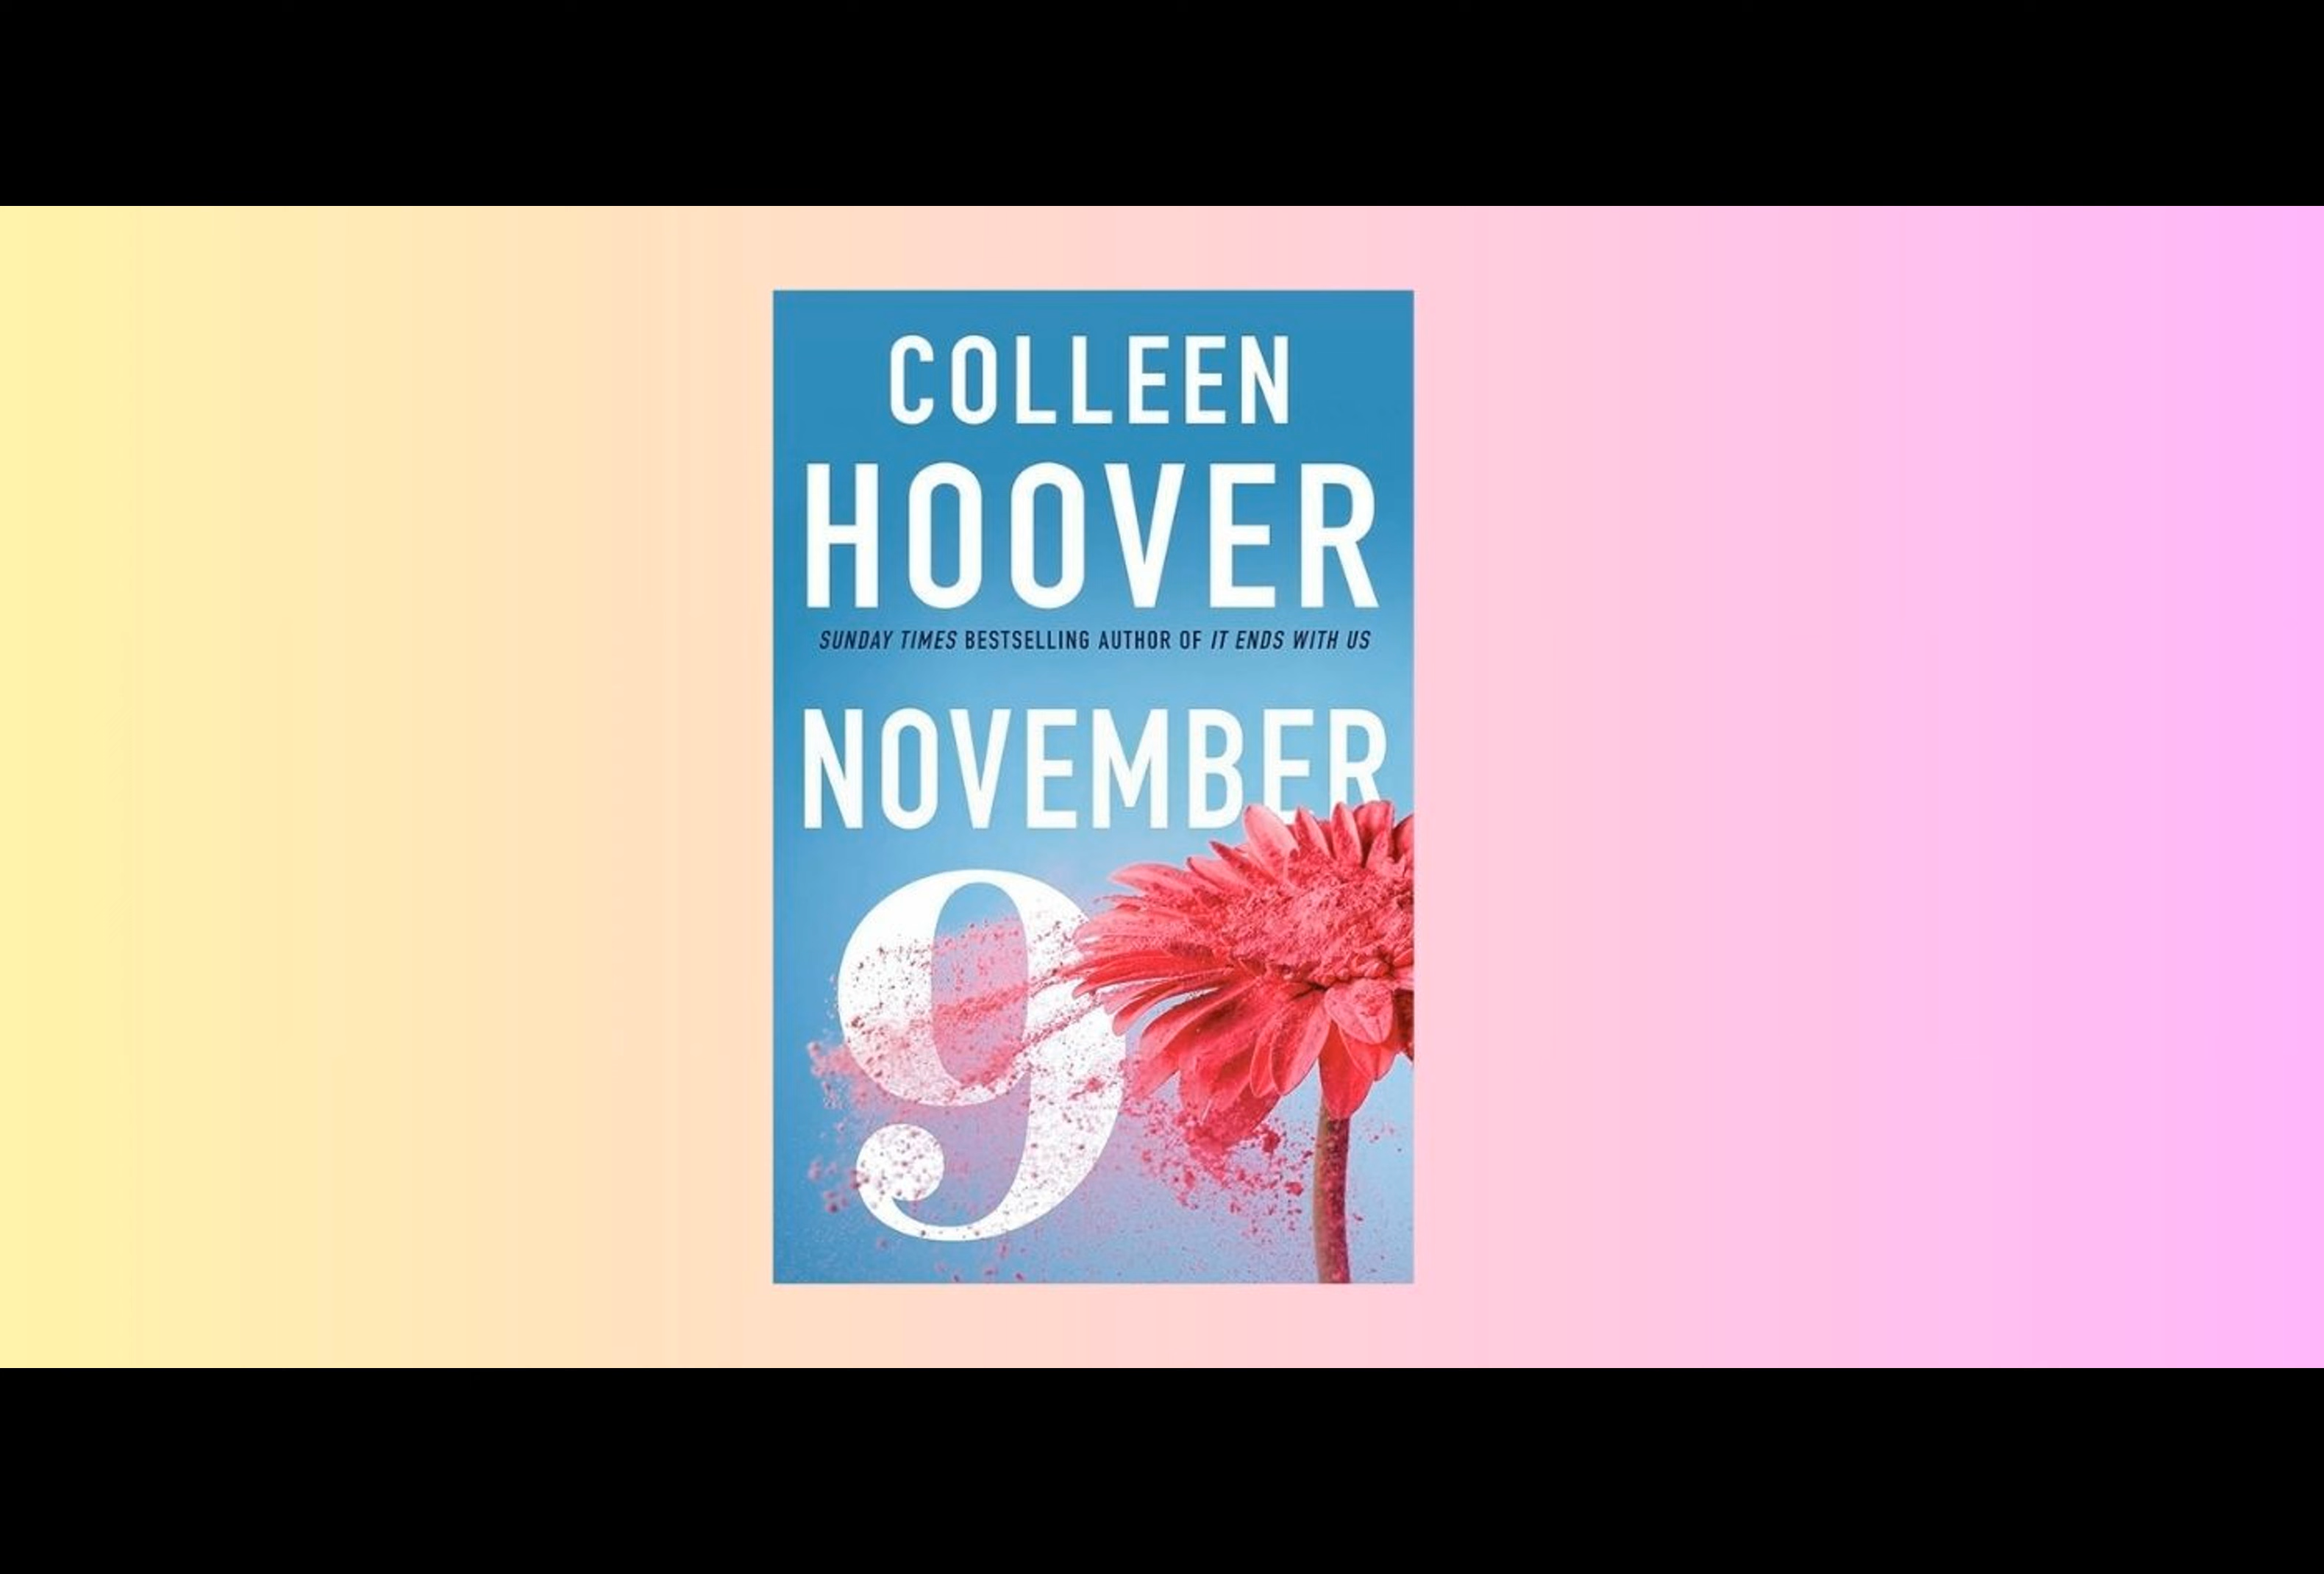 COLLEEN
HOOVER
SUNDAY TIMES BESTSELLING AUTHOR OF IT ENDS WITH US
NOVEMBER
9